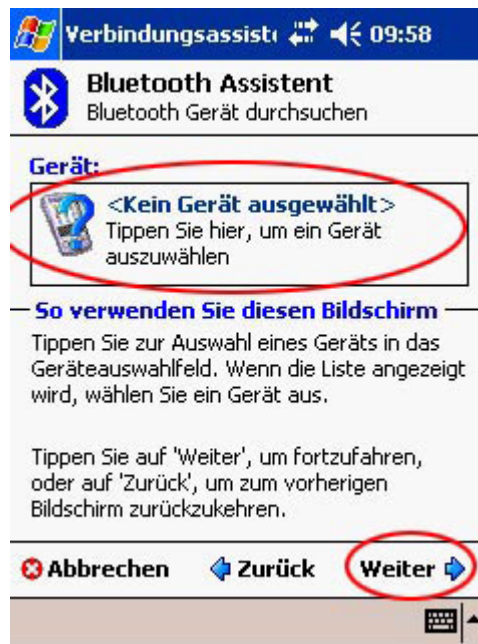 Verbindungsassiste 09:58
Bluetooth Assistent
Bluetooth Gerät durchsuchen
Gerät:
<Kein Gerät ausgewählt>
Tippen Sie hier, um ein Gerät
auszuwählen
So verwenden Sie diesen Bildschirm
Tippen Sie zur Auswahl eines Geräts in das
Geräteauswahlfeld. Wenn die Liste angezeigt
wird, wählen Sie ein Gerät aus.
Tippen Sie auf 'Weiter', um fortzufahren,
oder auf 'Zurück', um zum vorherigen
Bildschirm zurückzukehren.
Abbrechen Zurück Weiter